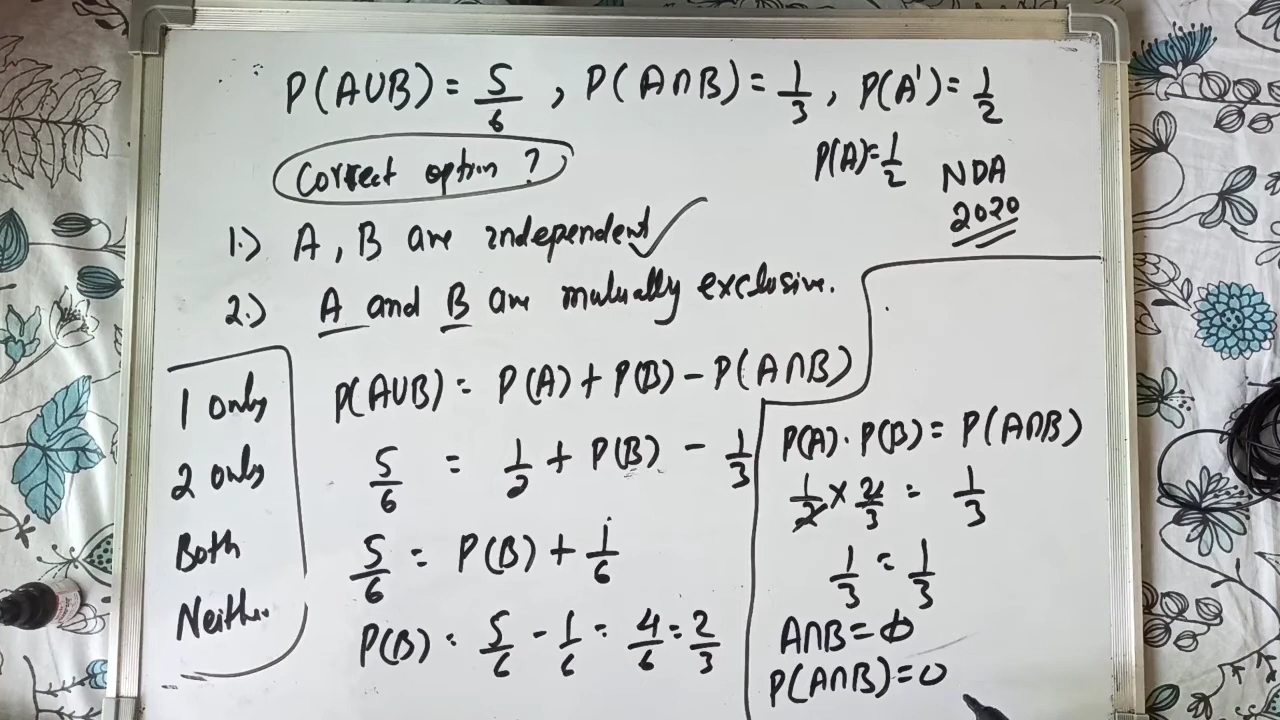 P(A∪B) = 5/6 , P(A∩B) = 1/3 , P(A') = 1/2
P(A) = 1/2
Correct option ?
NDA
2020
1.) A , B are independent ✓
2.) A and B are mutually exclusive.
1 only
2 only
Both
Neither
P(A∪B) = P(A) + P(B) - P(A∩B)
5/6 = 1/2 + P(B) - 1/3
5/6 = P(B) + 1/6
P(B) = 5/6 - 1/6 = 4/6 = 2/3
P(A) . P(B) = P(A∩B)
1/2 × 2/3 = 1/3
1/3 = 1/3
A∩B = ϕ
P(A∩B) = 0